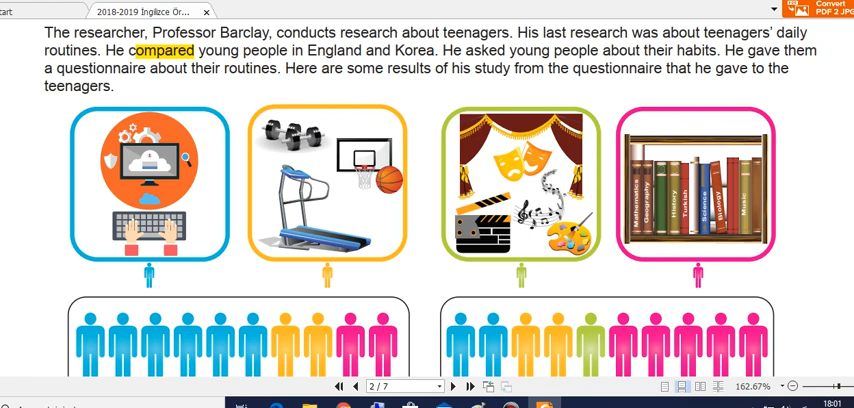 tart
2018-2019 İngilizce Ör... ×
Convert
PDF 2 JPG
The researcher, Professor Barclay, conducts research about teenagers. His last research was about teenagers' daily
routines. He compared young people in England and Korea. He asked young people about their habits. He gave them
a questionnaire about their routines. Here are some results of his study from the questionnaire that he gave to the
teenagers.
Mathematics
Geography
History
Turkish
Science
Biology
Music
2 / 7
162.67%
18:01